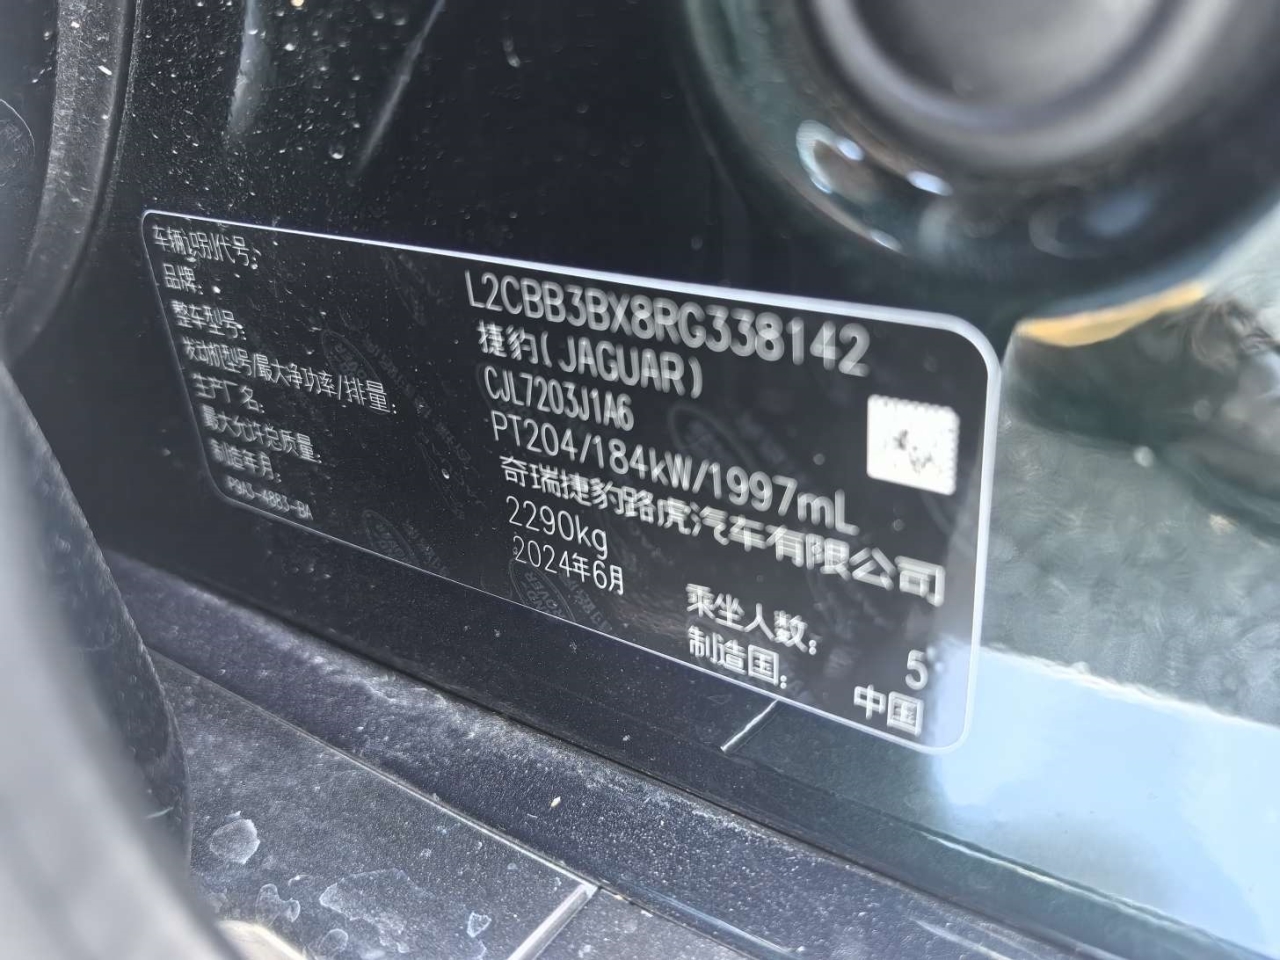 车辆识别代号: L2CBB3BX8RG338142
品牌: 捷豹(JAGUAR)
整车型号: CJL7203J1A6
发动机型号/最大净功率/排量: PT204/184kW/1997mL
生产厂名: 奇瑞捷豹路虎汽车有限公司
最大允许总质量: 2290kg 乘坐人数: 5
制造年月: 2024年6月 制造国: 中国